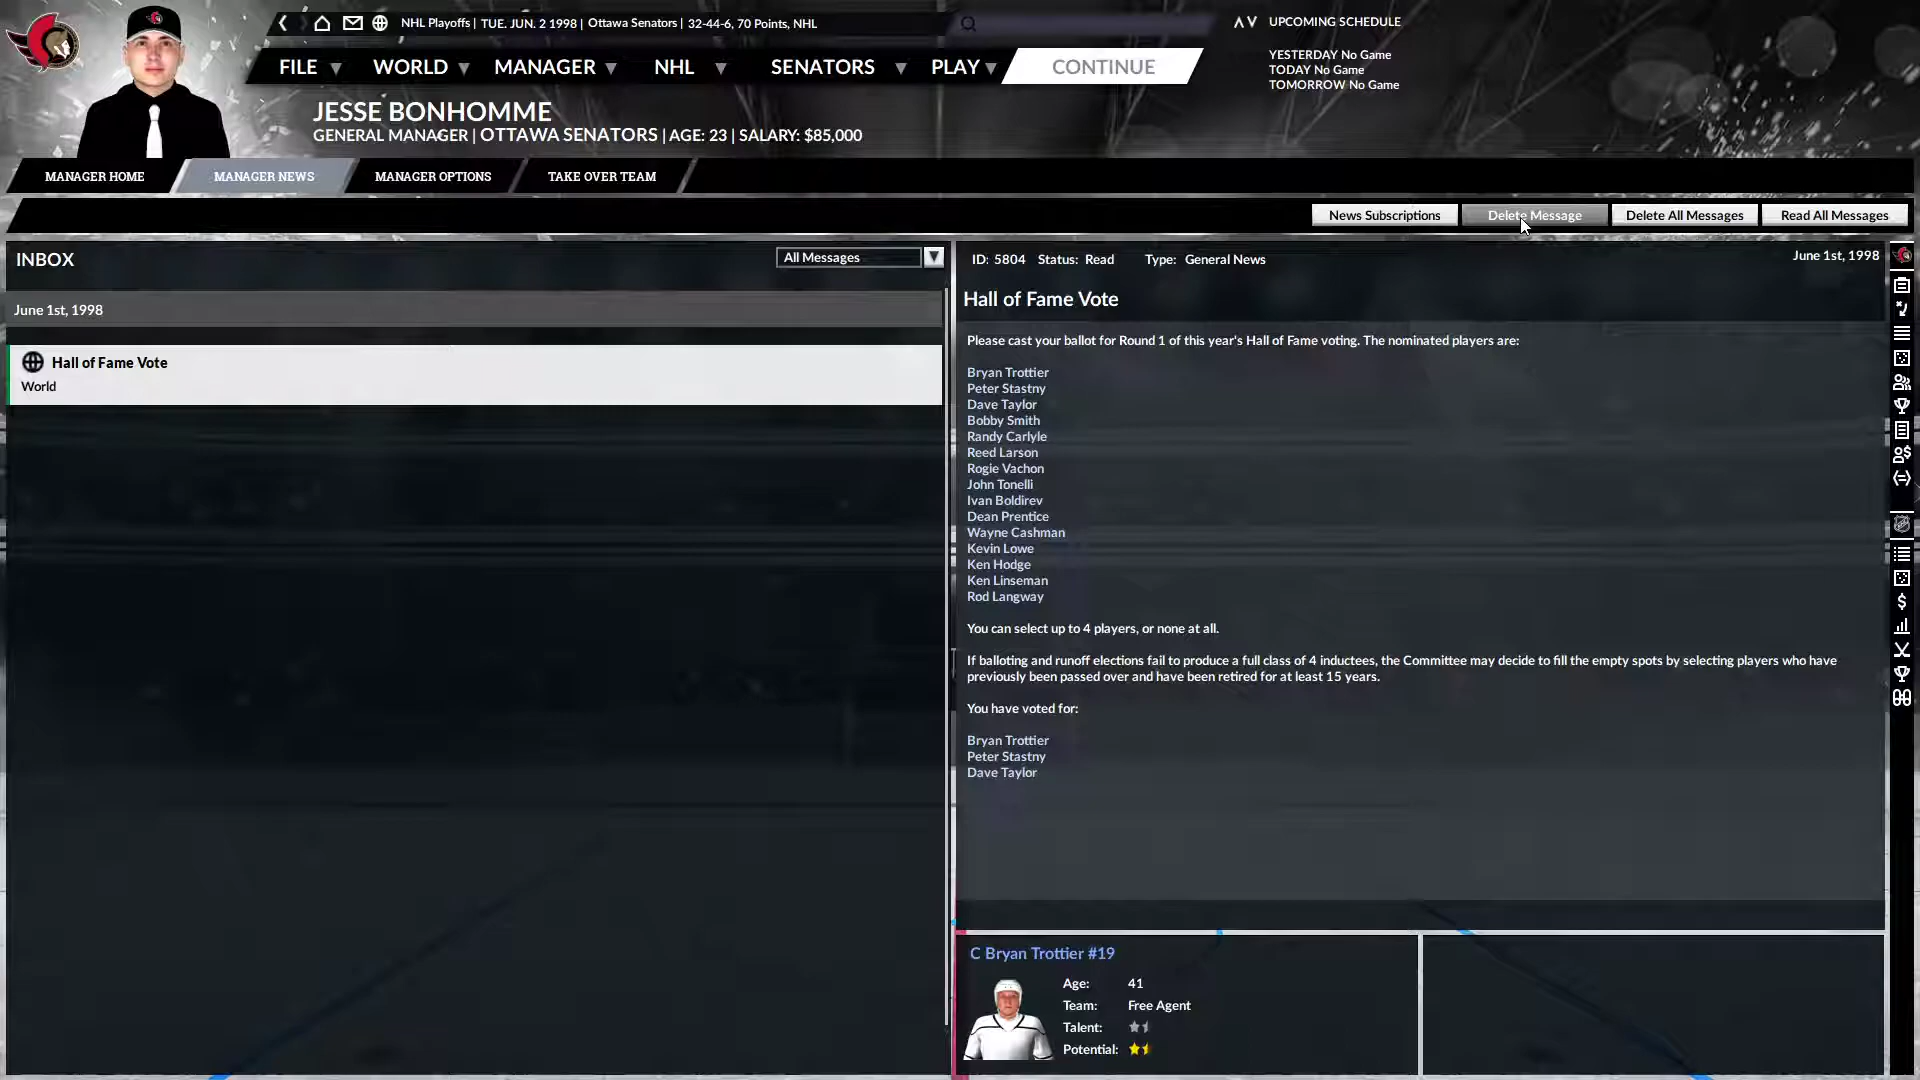 NHL Playoffs | TUE. JUN. 2 1998 | Ottawa Senators | 32-44-6, 70 Points, NHL
UPCOMING SCHEDULE
YESTERDAY No Game
TODAY No Game
TOMORROW No Game
FILE WORLD MANAGER NHL SENATORS PLAY CONTINUE
JESSE BONHOMME
GENERAL MANAGER | OTTAWA SENATORS | AGE: 23 | SALARY: $85,000
MANAGER HOME MANAGER NEWS MANAGER OPTIONS TAKE OVER TEAM
News Subscriptions Delete Message Delete All Messages Read All Messages
INBOX All Messages
June 1st, 1998
Hall of Fame Vote
World
ID: 5804 Status: Read Type: General News June 1st, 1998
Hall of Fame Vote
Please cast your ballot for Round 1 of this year's Hall of Fame voting. The nominated players are:
Bryan Trottier
Peter Stastny
Dave Taylor
Bobby Smith
Randy Carlyle
Reed Larson
Rogie Vachon
John Tonelli
Ivan Boldirev
Dean Prentice
Wayne Cashman
Kevin Lowe
Ken Hodge
Ken Linseman
Rod Langway
You can select up to 4 players, or none at all.
If balloting and runoff elections fail to produce a full class of 4 inductees, the Committee may decide to fill the empty spots by selecting players who have
previously been passed over and have been retired for at least 15 years.
You have voted for:
Bryan Trottier
Peter Stastny
Dave Taylor
C Bryan Trottier #19
Age: 41
Team: Free Agent
Talent:
Potential: